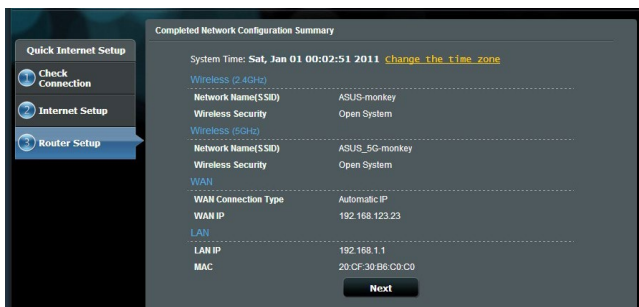 Completed Network Configuration Summary
Quick Internet Setup
1 Check Connection
2 Internet Setup
3 Router Setup
System Time: Sat, Jan 01 00:02:51 2011 Change the time zone
Wireless (2.4GHz)
Network Name(SSID) ASUS-monkey
Wireless Security Open System
Wireless (5GHz)
Network Name(SSID) ASUS_5G-monkey
Wireless Security Open System
WAN
WAN Connection Type Automatic IP
WAN IP 192.168.123.23
LAN
LAN IP 192.168.1.1
MAC 20:CF:30:B6:C0:C0
Next